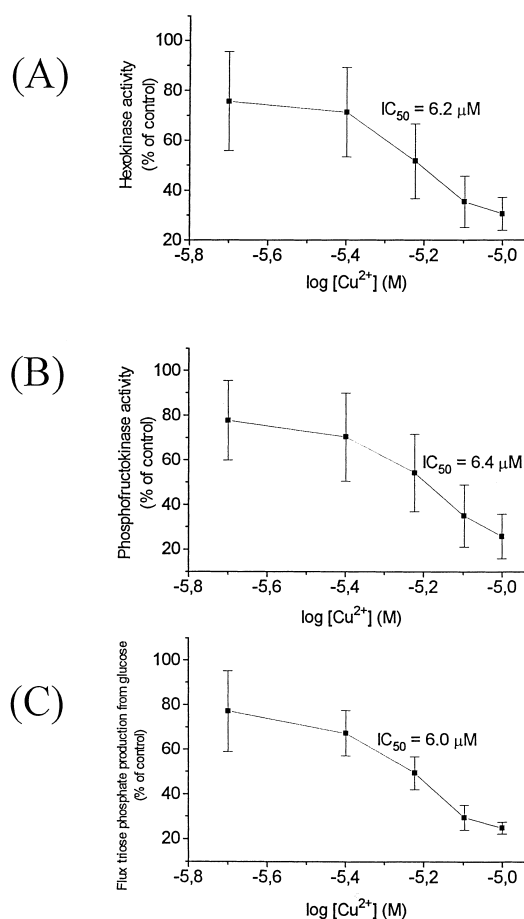 (A)
Hexokinase activity
(% of control)
100
80
60
40
20
IC50 = 6.2 μM
-5,8 -5,6 -5,4 -5,2 -5,0
log [Cu2+] (M)
(B)
Phosphofructokinase activity
(% of control)
100
80
60
40
20
IC50 = 6.4 μM
-5,8 -5,6 -5,4 -5,2 -5,0
log [Cu2+] (M)
(C)
Flux triose phosphate production from glucose
(% of control)
100
80
60
40
20
IC50 = 6.0 μM
-5,8 -5,6 -5,4 -5,2 -5,0
log [Cu2+] (M)